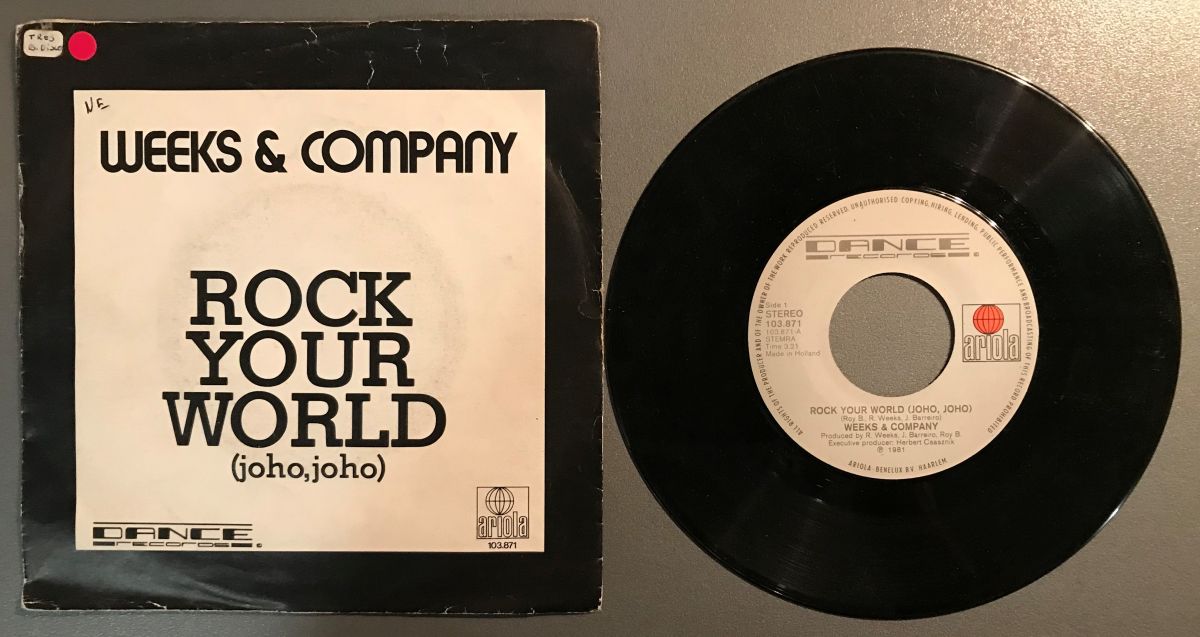 TRES
B. Disco
NE
WEEKS & COMPANY
ROCK
YOUR
WORLD
(joho,joho)
DANCE
records
ariola
103.871
ALL RIGHTS OF THE PRODUCER AND OF THE OWNER OF THE WORK REPRODUCED RESERVED. UNAUTHORISED COPYING, HIRING, LENDING, PUBLIC PERFORMANCE AND BROADCASTING OF THIS RECORD PROHIBITED
DANCE
records
Side 1
STEREO
103.871
103.871-A
STEMRA
Time 3.21
Made in Holland
ariola
ROCK YOUR WORLD (JOHO, JOHO)
(Roy B., R. Weeks, J. Barreiro)
WEEKS & COMPANY
Produced by R. Weeks, J. Barreiro, Roy B.
Executive producer: Herbert Csasznik
℗ 1981
ARIOLA-BENELUX B.V. HAARLEM